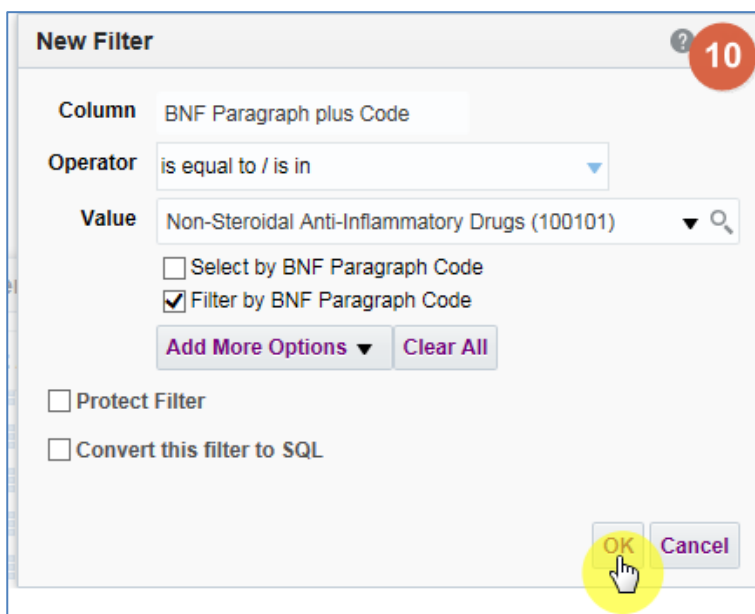 New Filter
?
10
Column BNF Paragraph plus Code
Operator is equal to / is in
Value Non-Steroidal Anti-Inflammatory Drugs (100101)
Select by BNF Paragraph Code
Filter by BNF Paragraph Code
Add More Options Clear All
Protect Filter
Convert this filter to SQL
OK Cancel